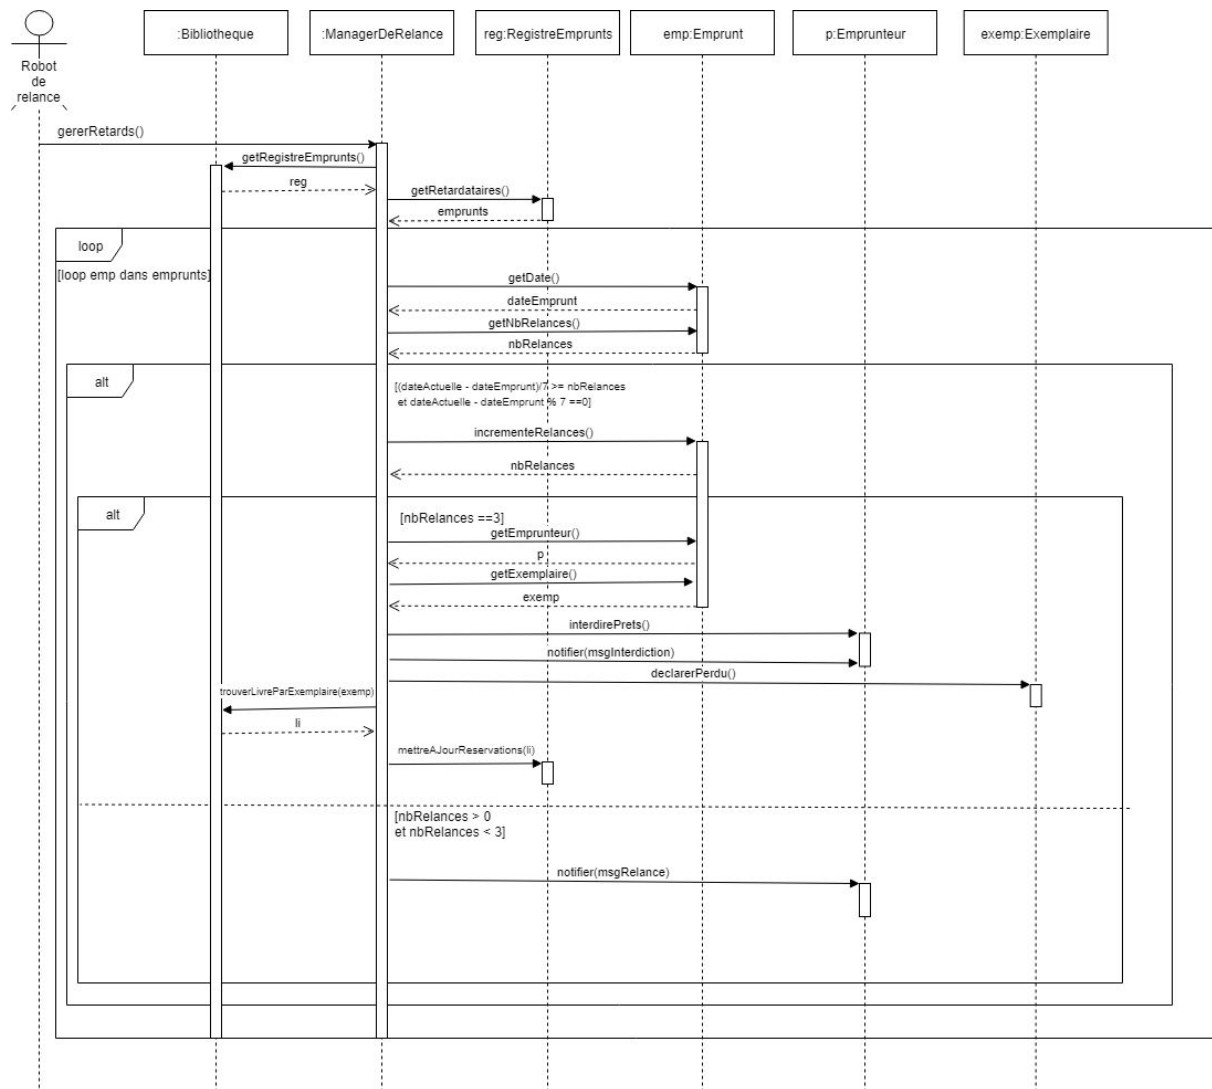 :Bibliotheque
:ManagerDeRelance
reg:RegistreEmprunts
emp:Emprunt
p:Emprunteur
exemp:Exemplaire
Robot
de
relance
gererRetards()
getRegistreEmprunts()
reg
getRetardataires()
emprunts
loop
[loop emp dans emprunts]
getDate()
dateEmprunt
getNbRelances()
nbRelances
alt
[(dateActuelle - dateEmprunt)/7 >= nbRelances
et dateActuelle - dateEmprunt % 7 ==0]
incrementeRelances()
nbRelances
alt
[nbRelances ==3]
getEmprunteur()
p
getExemplaire()
exemp
interdirePrets()
notifier(msgInterdiction)
declarerPerdu()
trouverLivreParExemplaire(exemp)
li
mettreAJourReservations(li)
[nbRelances > 0
et nbRelances < 3]
notifier(msgRelance)